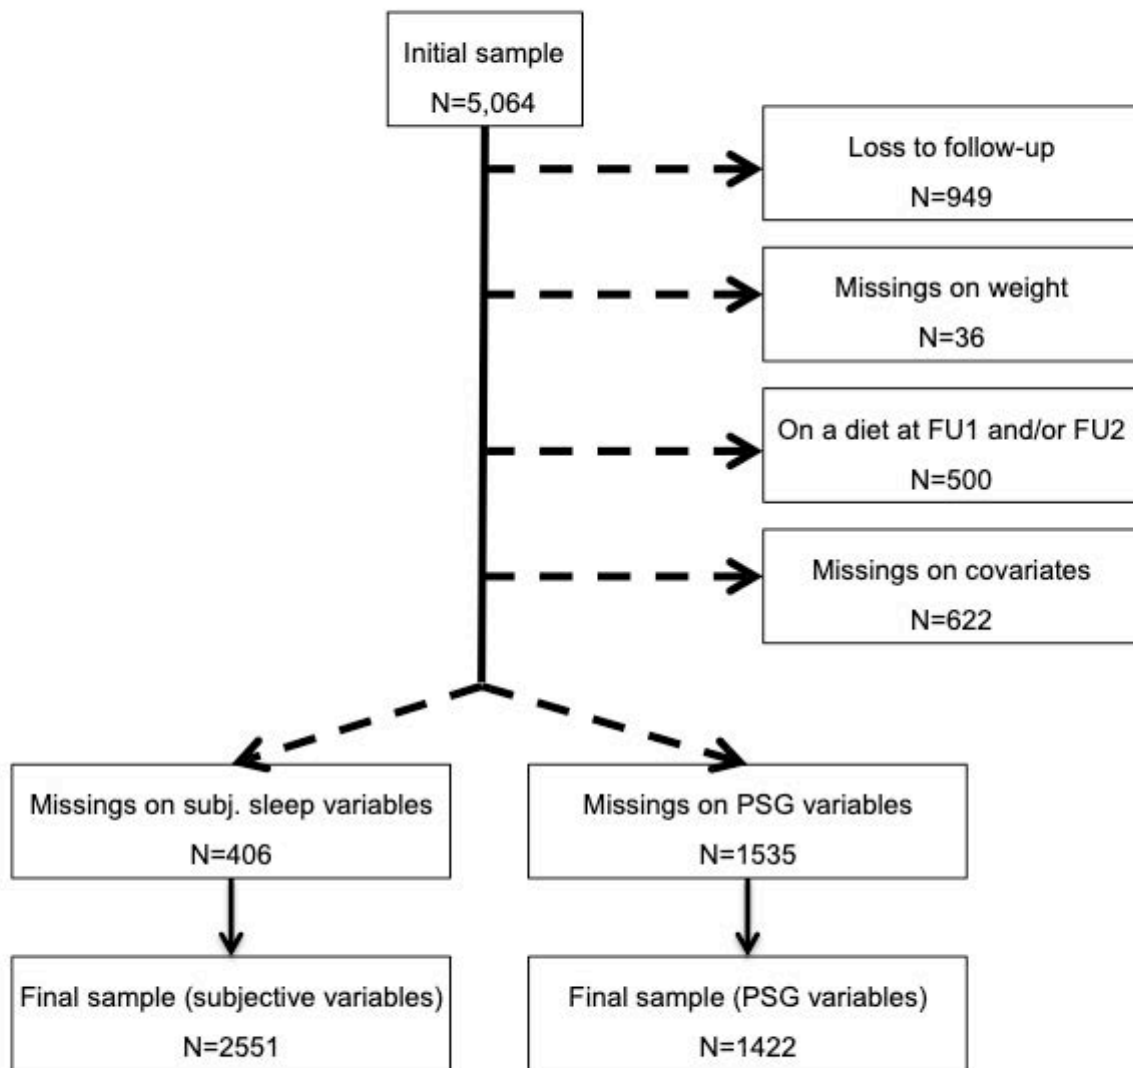 Initial sample
N=5,064
Loss to follow-up
N=949
Missings on weight
N=36
On a diet at FU1 and/or FU2
N=500
Missings on covariates
N=622
Missings on subj. sleep variables
N=406
Missings on PSG variables
N=1535
Final sample (subjective variables)
N=2551
Final sample (PSG variables)
N=1422